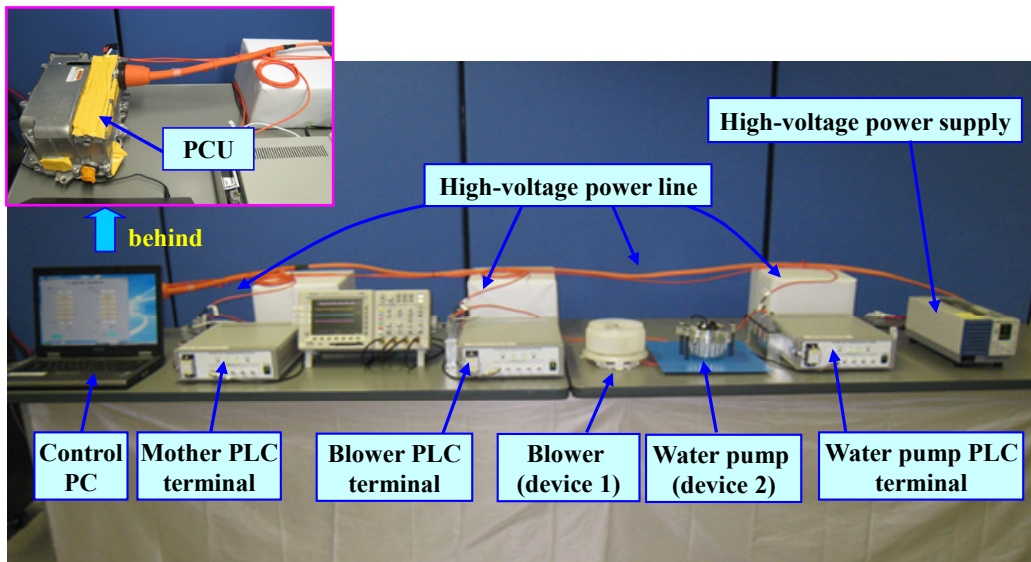 PCU
High-voltage power supply
High-voltage power line
behind
Control
PC
Mother PLC
terminal
Blower PLC
terminal
Blower
(device 1)
Water pump
(device 2)
Water pump PLC
terminal